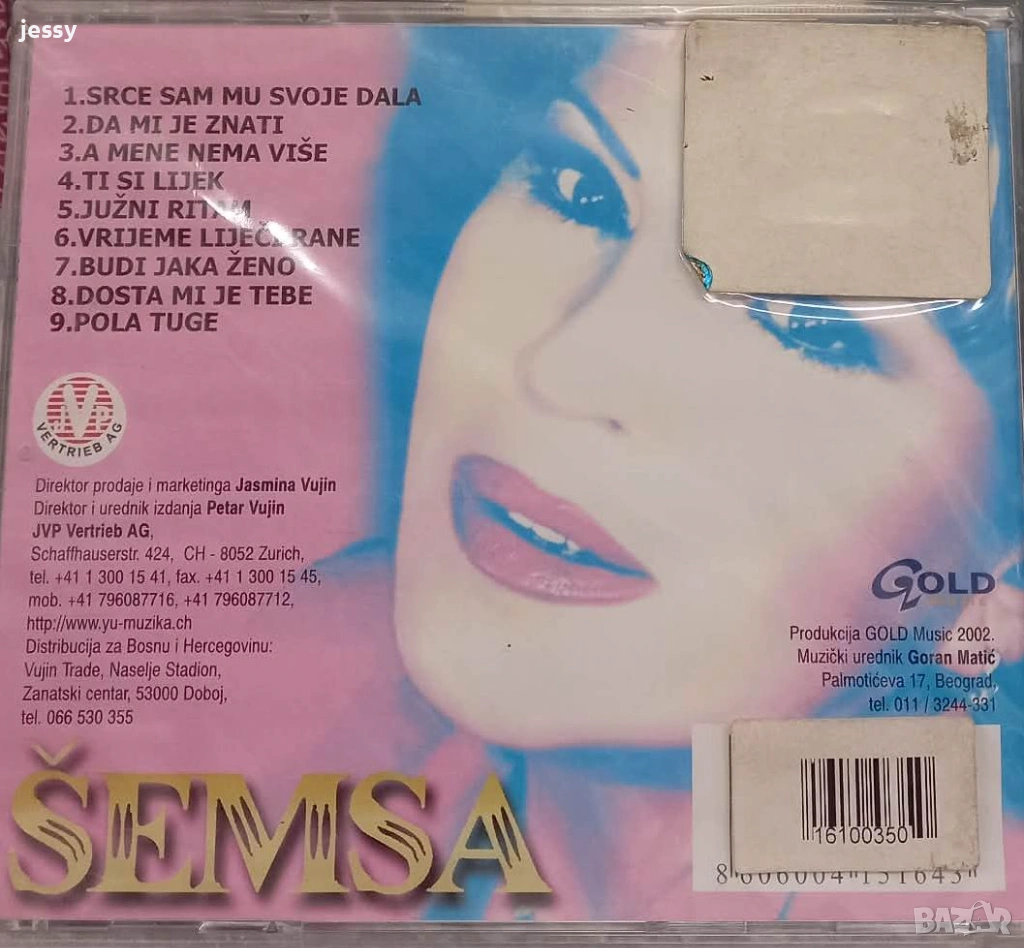 jessy
1.SRCE SAM MU SVOJE DALA
2.DA MI JE ZNATI
3.A MENE NEMA VIŠE
4.TI SI LIJEK
5.JUŽNI RITAM
6.VRIJEME LIJEČI RANE
7.BUDI JAKA ŽENO
8.DOSTA MI JE TEBE
9.POLA TUGE
JVP
VERTRIEB AG
Direktor prodaje i marketinga Jasmina Vujin
Direktor i urednik izdanja Petar Vujin
JVP Vertrieb AG,
Schaffhauserstr. 424, CH - 8052 Zurich,
tel. +41 1 300 15 41, fax. +41 1 300 15 45,
mob. +41 796087716, +41 796087712,
http://www.yu-muzika.ch
Distribucija za Bosnu i Hercegovinu:
Vujin Trade, Naselje Stadion,
Zanatski centar, 53000 Doboj,
tel. 066 530 355
GOLD
Produkcija GOLD Music 2002.
Muzički urednik Goran Matić
Palmotićeva 17, Beograd,
tel. 011 / 3244-331
16100350
8 606004 151643
ŠEMSA
BAZAR